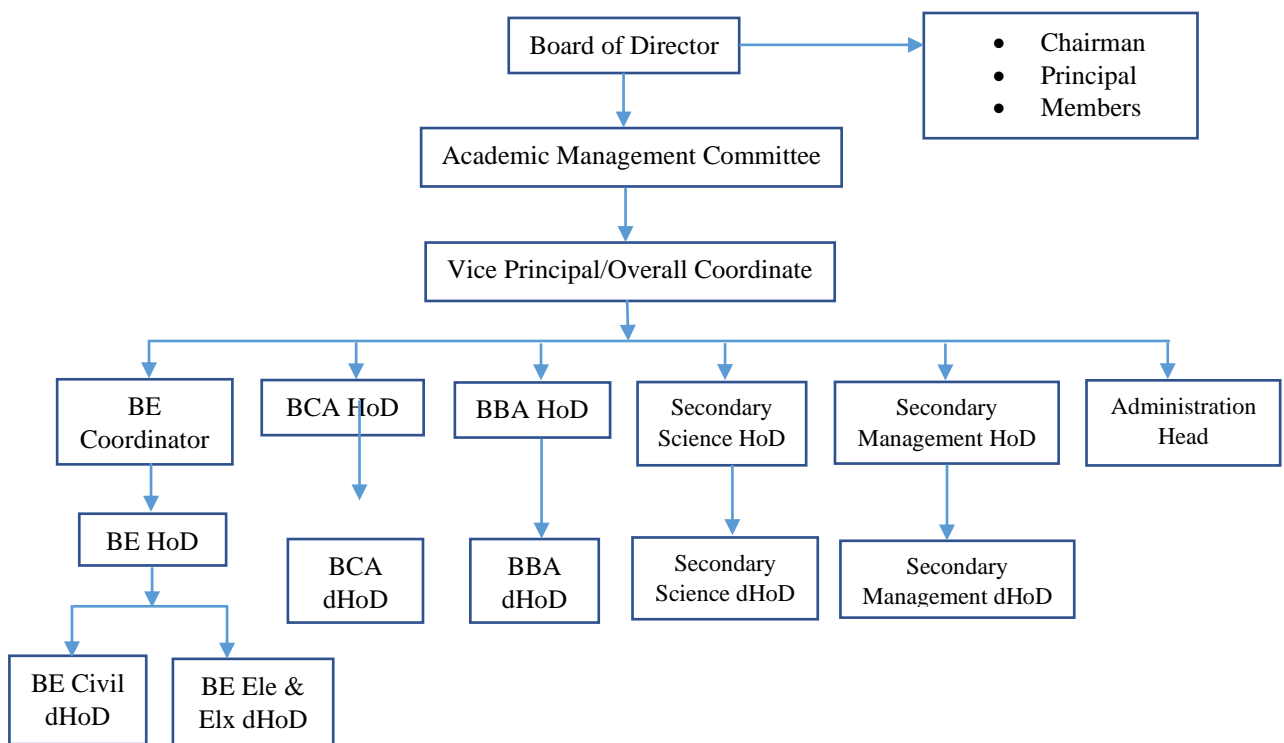 Board of Director
• Chairman
• Principal
• Members
Academic Management Committee
Vice Principal/Overall Coordinate
BE
Coordinator
BCA HoD
BBA HoD
Secondary
Science HoD
Secondary
Management HoD
Administration
Head
BE HoD
BCA
dHoD
BBA
dHoD
Secondary
Science dHoD
Secondary
Management dHoD
BE Civil
dHoD
BE Ele &
Elx dHoD